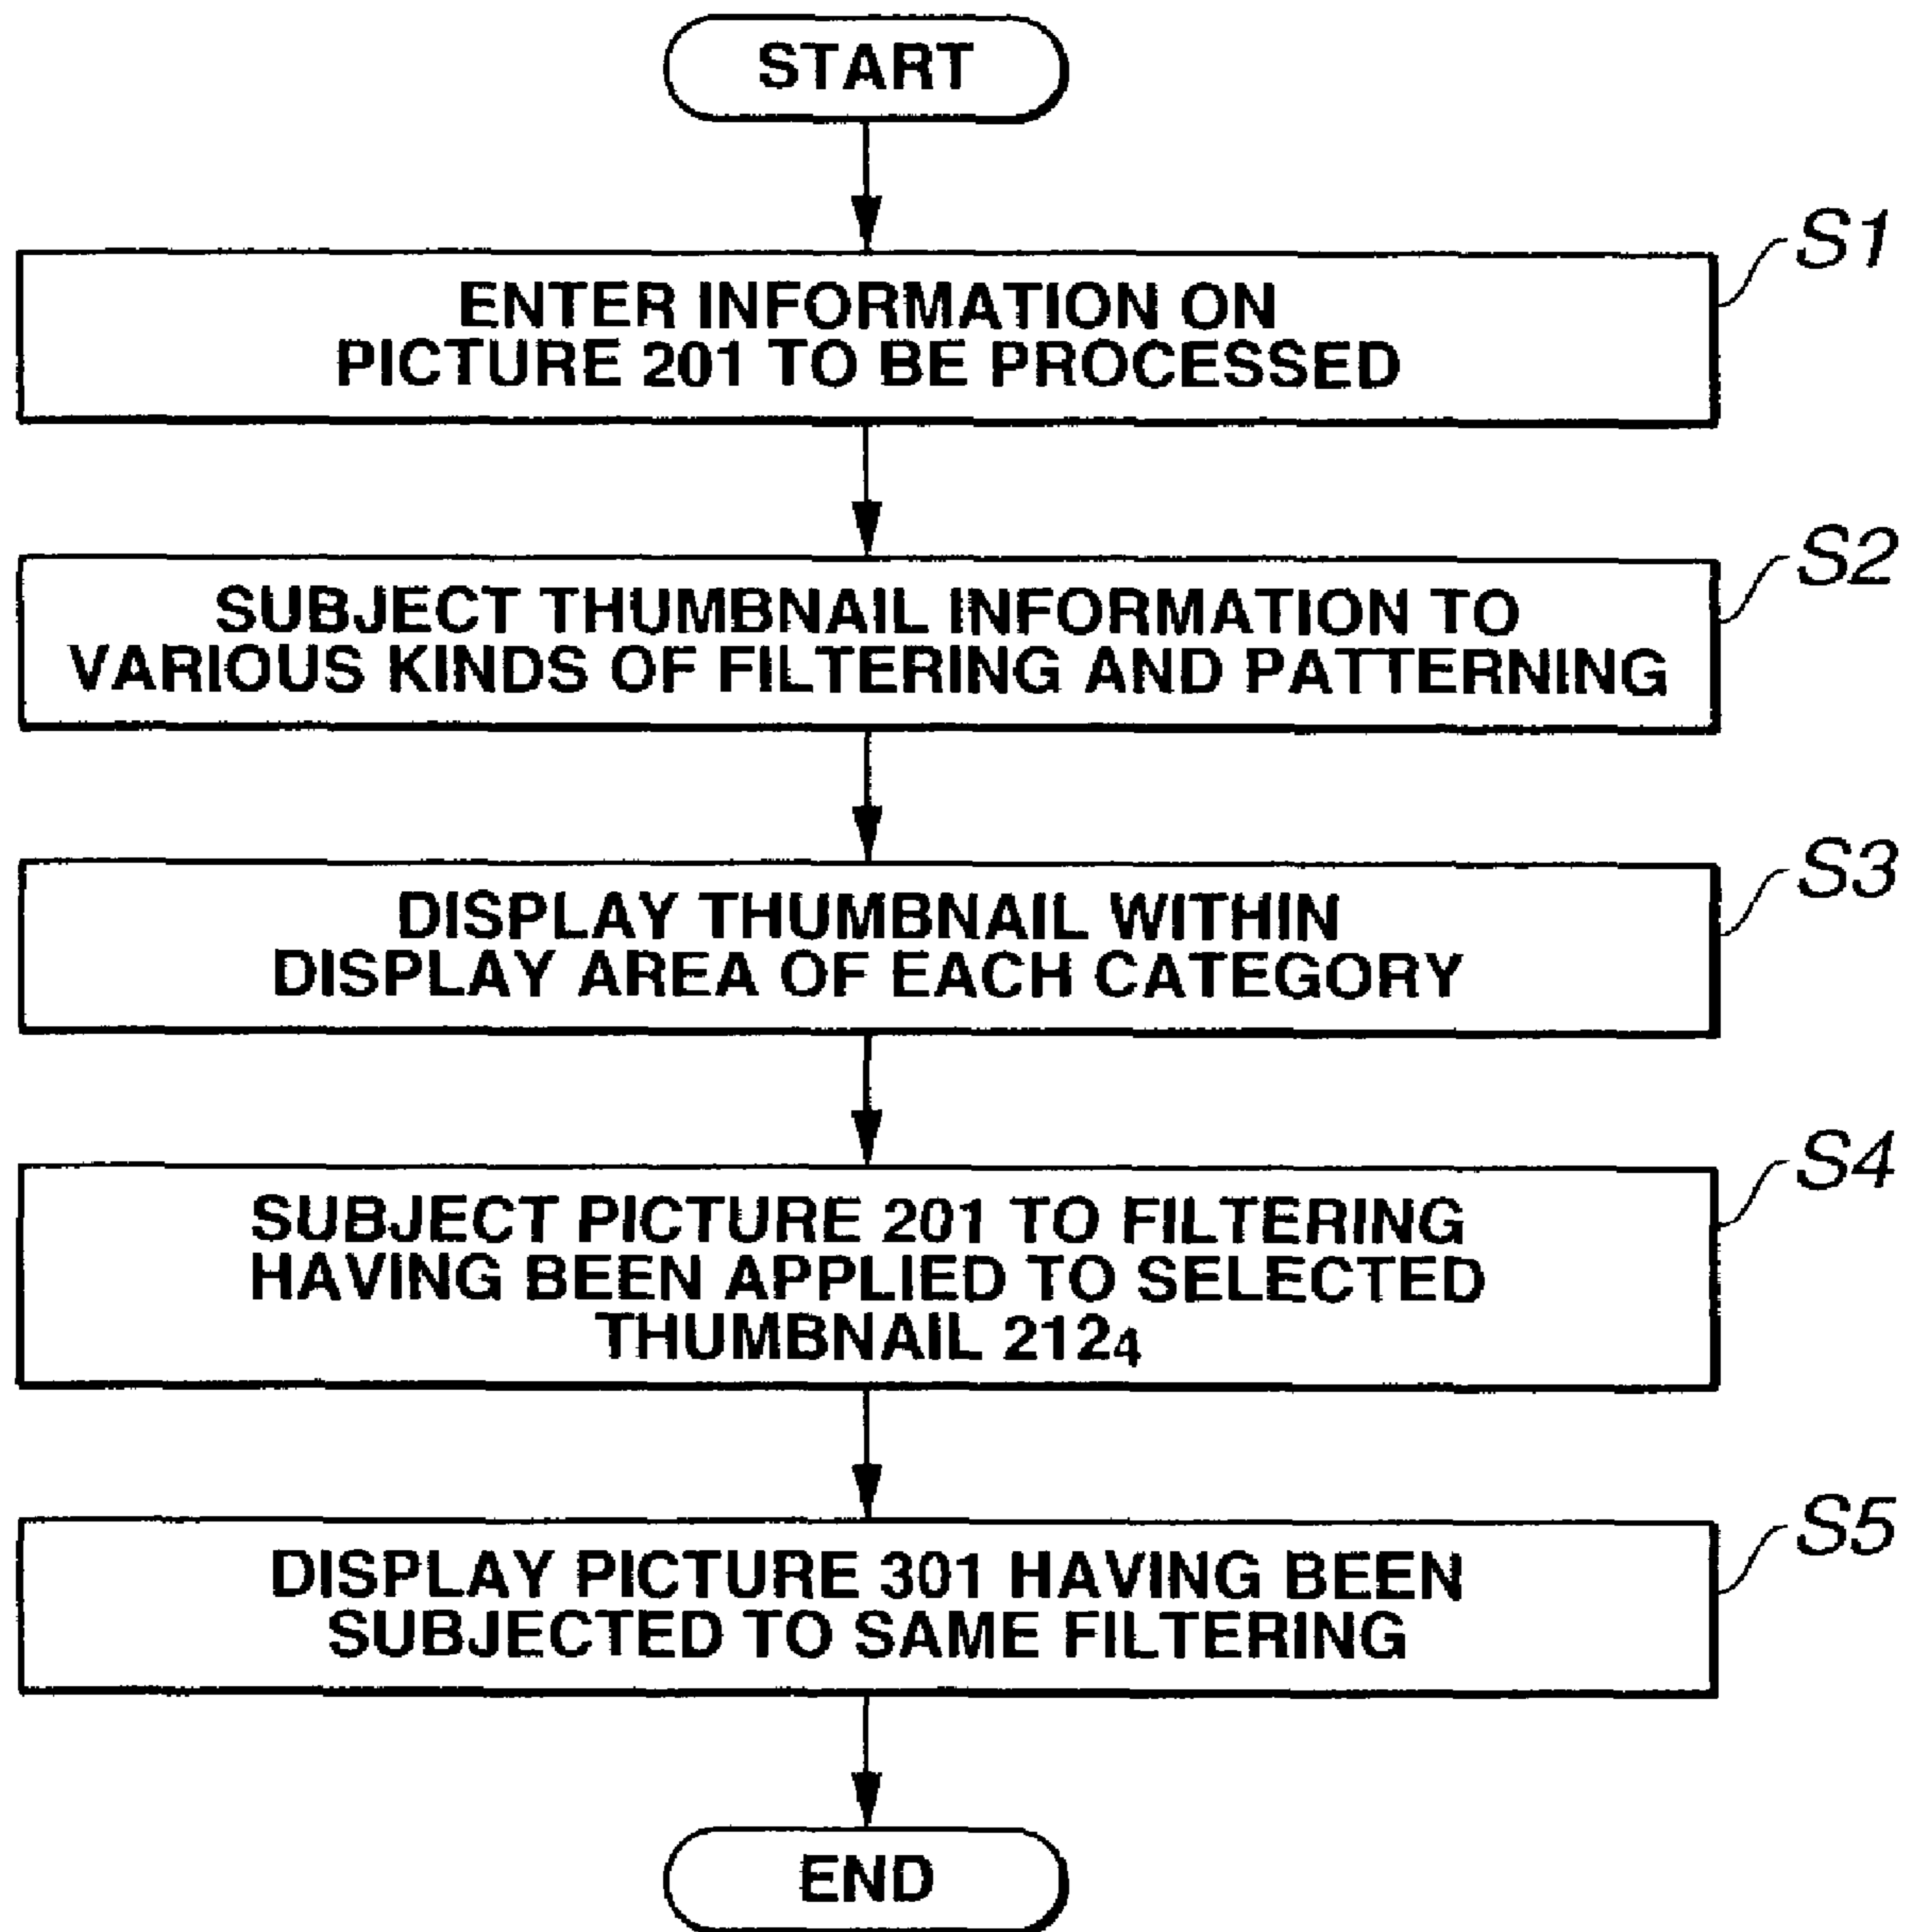 START
S1
ENTER INFORMATION ON
PICTURE 201 TO BE PROCESSED
S2
SUBJECT THUMBNAIL INFORMATION TO
VARIOUS KINDS OF FILTERING AND PATTERNING
S3
DISPLAY THUMBNAIL WITHIN
DISPLAY AREA OF EACH CATEGORY
S4
SUBJECT PICTURE 201 TO FILTERING
HAVING BEEN APPLIED TO SELECTED
THUMBNAIL 212₄
S5
DISPLAY PICTURE 301 HAVING BEEN
SUBJECTED TO SAME FILTERING
END